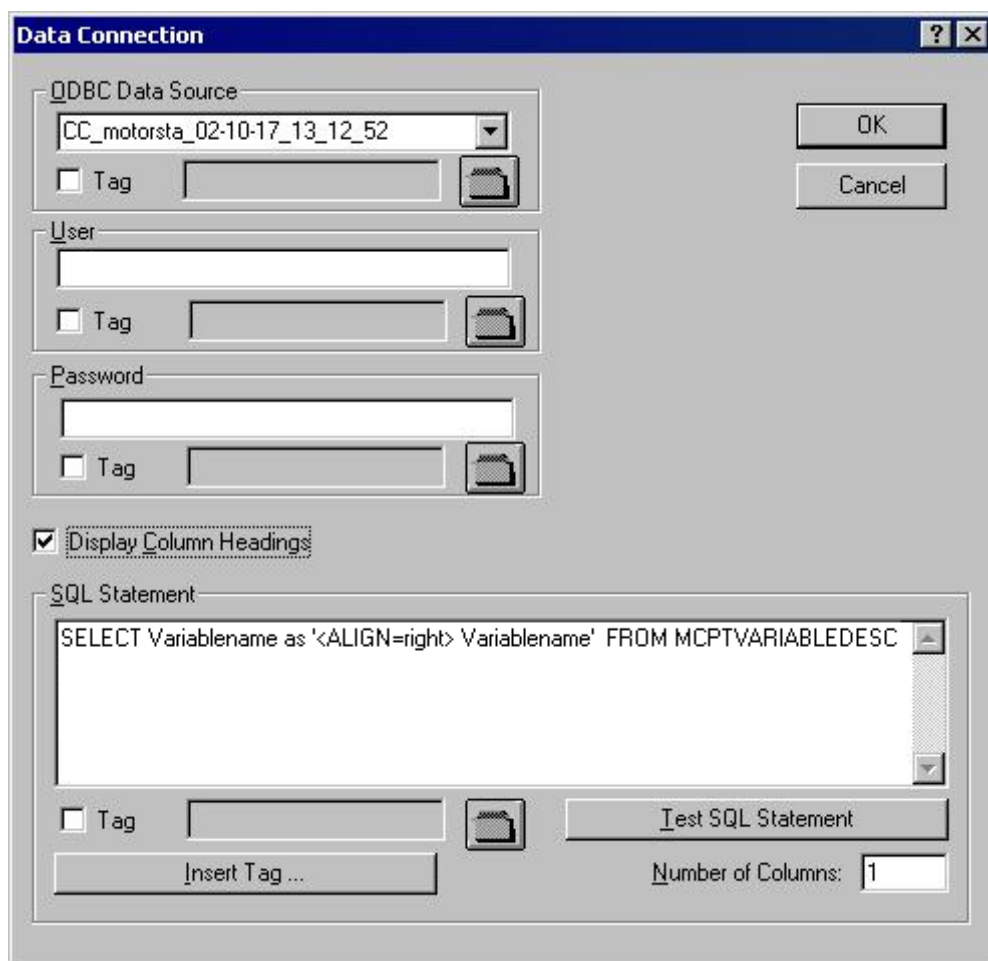 Data Connection
ODBC Data Source
CC_motorsta_02-10-17_13_12_52
OK
Tag
Cancel
User
Tag
Password
Tag
Display Column Headings
SQL Statement
SELECT Variablename as '<ALIGN=right> Variablename'  FROM MCPTVARIABLEDESC
Tag
Test SQL Statement
Insert Tag ...
Number of Columns: 1